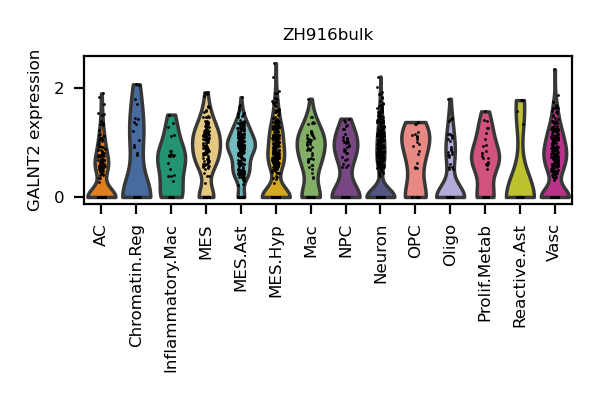 ZH916bulk
GALNT2 expression
2
0
AC
Chromatin.Reg
Inflammatory.Mac
MES
MES.Ast
MES.Hyp
Mac
NPC
Neuron
OPC
Oligo
Prolif.Metab
Reactive.Ast
Vasc